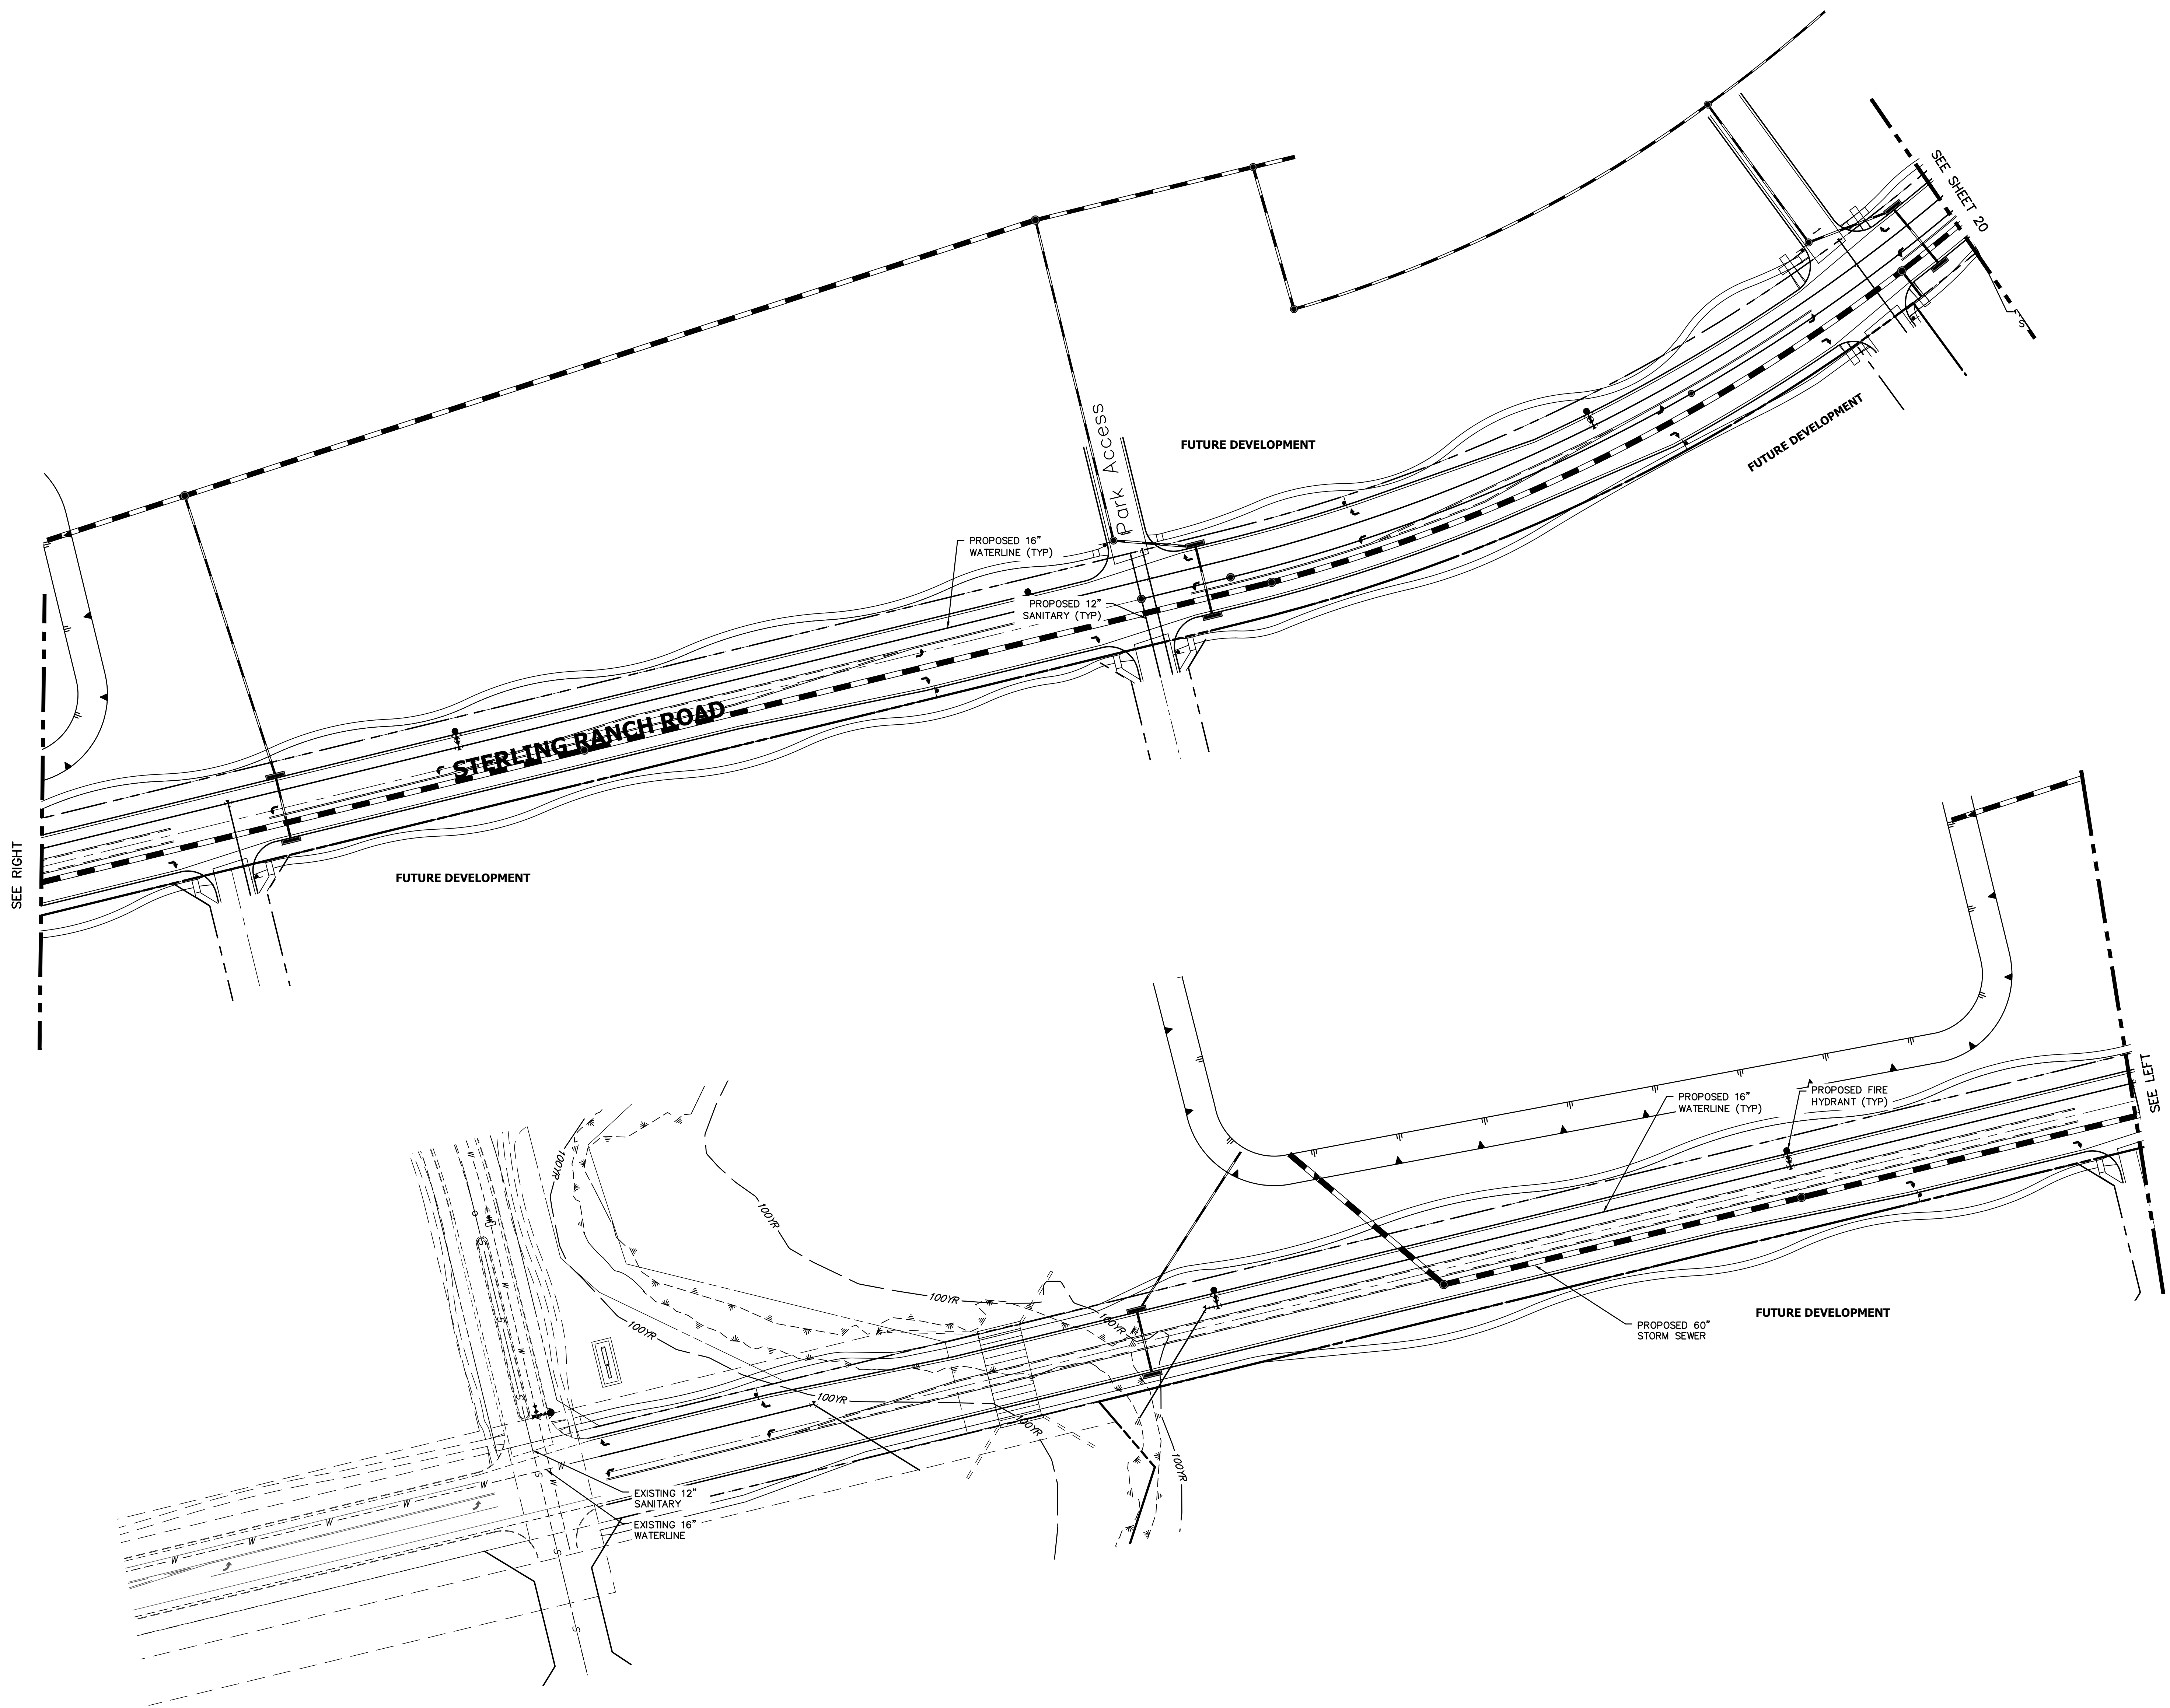 SEE SHEET 20
S
Park Access
FUTURE DEVELOPMENT
FUTURE DEVELOPMENT
PROPOSED 16"
WATERLINE (TYP)
PROPOSED 12"
SANITARY (TYP)
STERLING RANCH ROAD
SEE RIGHT
FUTURE DEVELOPMENT
SEE LEFT
PROPOSED 16"
WATERLINE (TYP)
PROPOSED FIRE
HYDRANT (TYP)
100YR
100YR
100YR
100YR
100YR
100YR
100YR
100YR
FUTURE DEVELOPMENT
PROPOSED 60"
STORM SEWER
W
W
S
W
S
W
S
W
S
W
EXISTING 12"
SANITARY
EXISTING 16"
WATERLINE
W
W
W
W
W
S
S